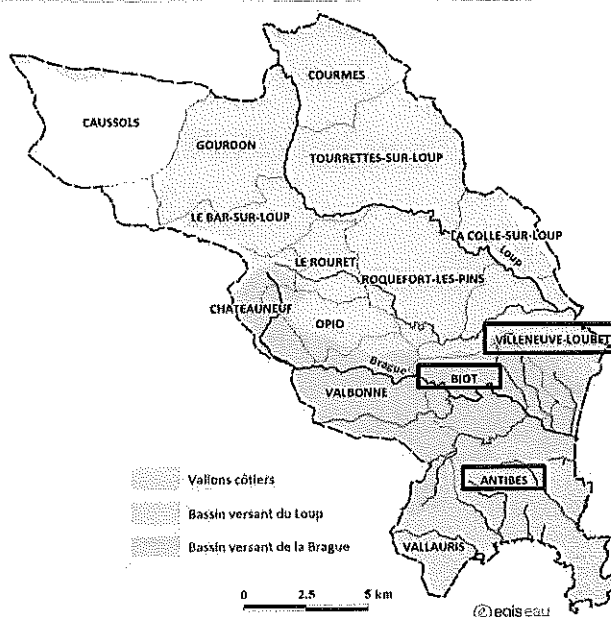 COURMES
CAUSSOLS
GOURDON
TOURRETTES-SUR-LOUP
LE BAR-SUR-LOUP
LA COLLE-SUR-LOUP
Loup
LE ROURET
ROQUEFORT-LES-PINS
CHATEAUNEUF
OPIO
VILLENEUVE-LOUBET
Brague
BIOT
VALBONNE
Vallons côtiers
ANTIBES
Bassin versant du Loup
Bassin versant de la Brague
VALLAURIS
0 2.5 5 km
egis eau